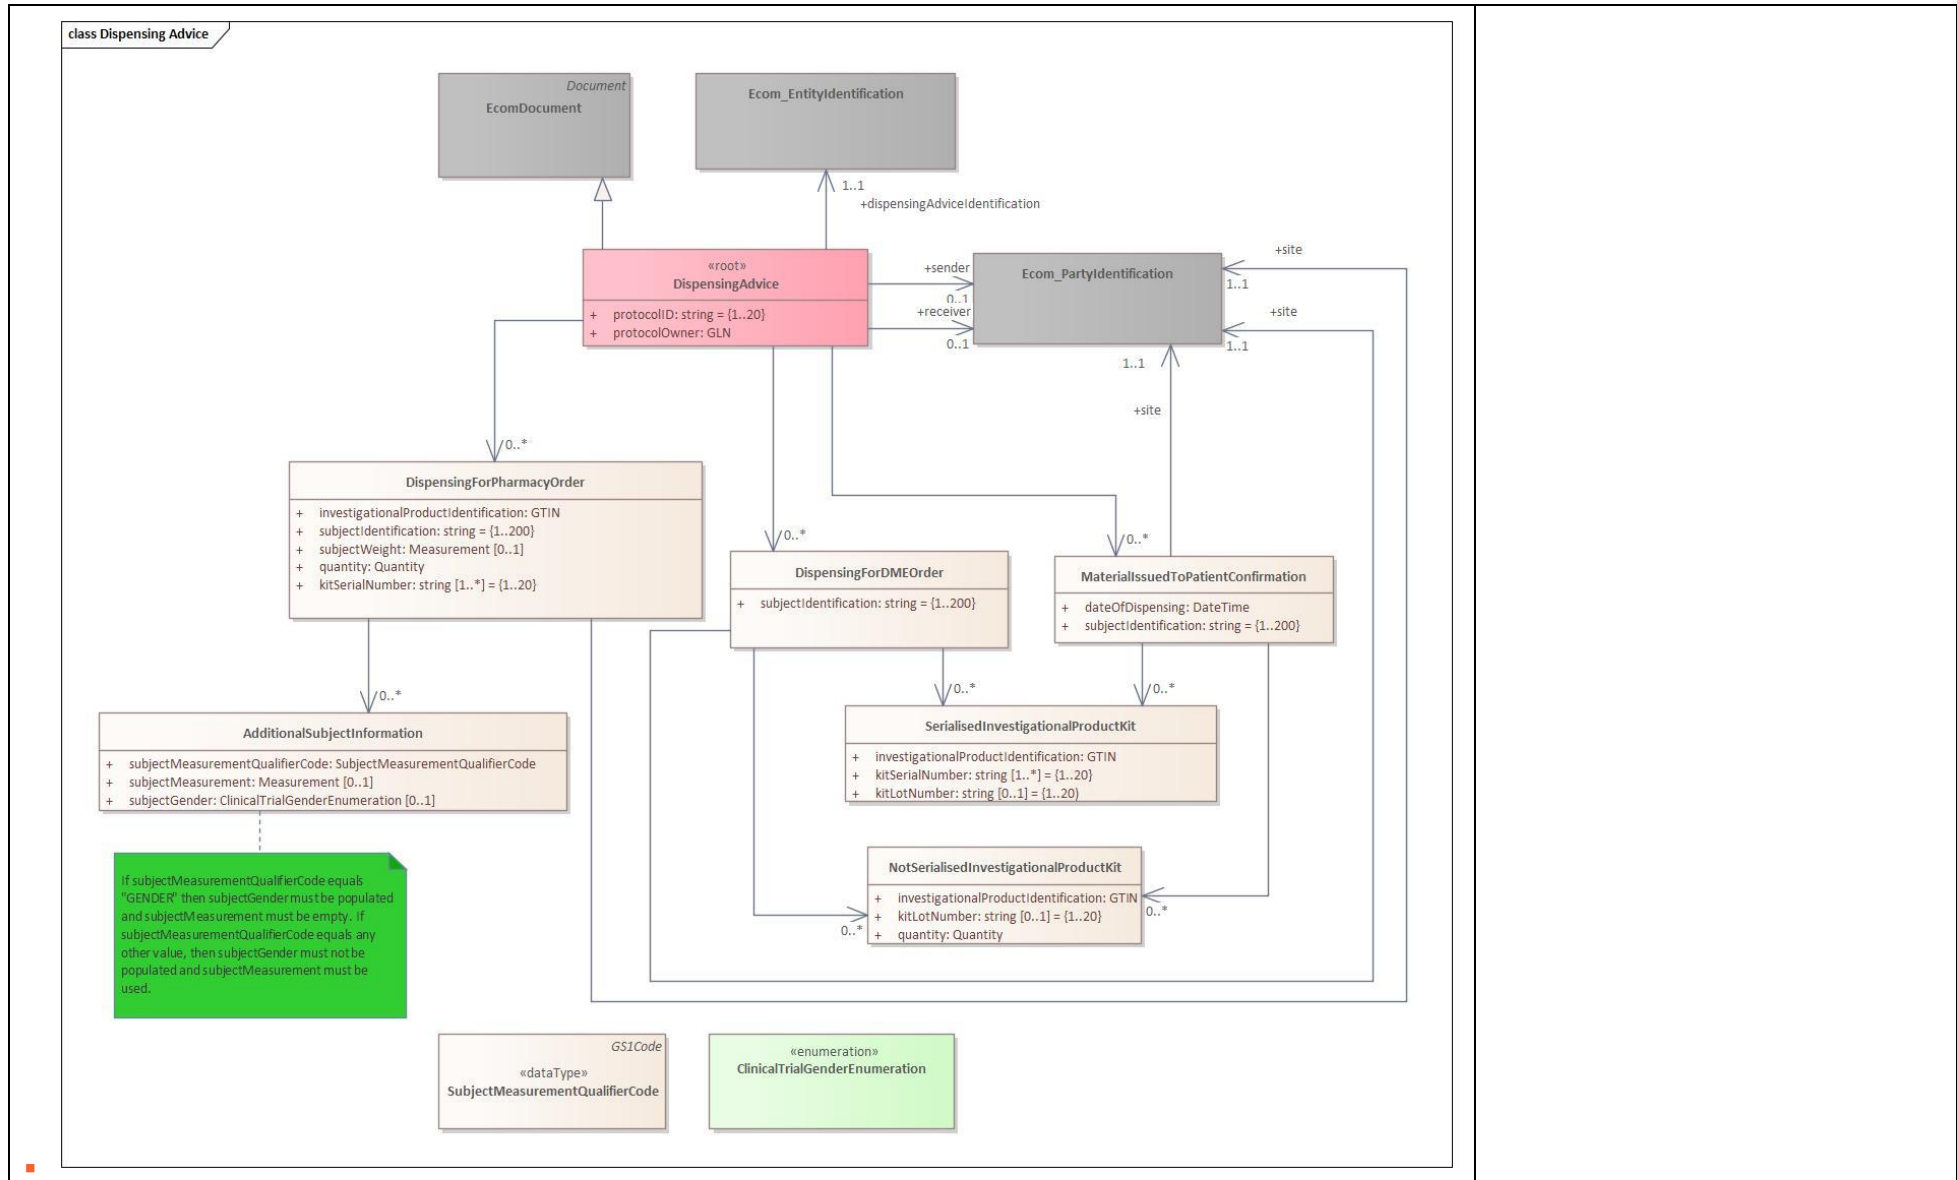 class Dispensing Advice
Document
EcomDocument
Ecom_EntityIdentification
1..1
+dispensingAdviceIdentification
«root»
DispensingAdvice
+ protocolID: string = {1..20}
+ protocolOwner: GLN
+sender
0..1
+receiver
0..1
Ecom_PartyIdentification
+site
1..1
+site
1..1
1..1
+site
0..*
DispensingForPharmacyOrder
+ investigationalProductIdentification: GTIN
+ subjectIdentification: string = {1..200}
+ subjectWeight: Measurement [0..1]
+ quantity: Quantity
+ kitSerialNumber: string [1..*] = {1..20}
0..*
DispensingForDMEOrder
+ subjectIdentification: string = {1..200}
0..*
MaterialIssuedToPatientConfirmation
+ dateOfDispensing: DateTime
+ subjectIdentification: string = {1..200}
0..*
AdditionalSubjectInformation
+ subjectMeasurementQualifierCode: SubjectMeasurementQualifierCode
+ subjectMeasurement: Measurement [0..1]
+ subjectGender: ClinicalTrialGenderEnumeration [0..1]
0..*
0..*
SerialisedInvestigationalProductKit
+ investigationalProductIdentification: GTIN
+ kitSerialNumber: string [1..*] = {1..20}
+ kitLotNumber: string [0..1] = {1..20}
NotSerialisedInvestigationalProductKit
+ investigationalProductIdentification: GTIN
+ kitLotNumber: string [0..1] = {1..20}
+ quantity: Quantity
0..*
0..*
If subjectMeasurementQualifierCode equals
"GENDER" then subjectGender must be populated
and subjectMeasurement must be empty. If
subjectMeasurementQualifierCode equals any
other value, then subjectGender must not be
populated and subjectMeasurement must be
used.
GS1Code
«dataType»
SubjectMeasurementQualifierCode
«enumeration»
ClinicalTrialGenderEnumeration